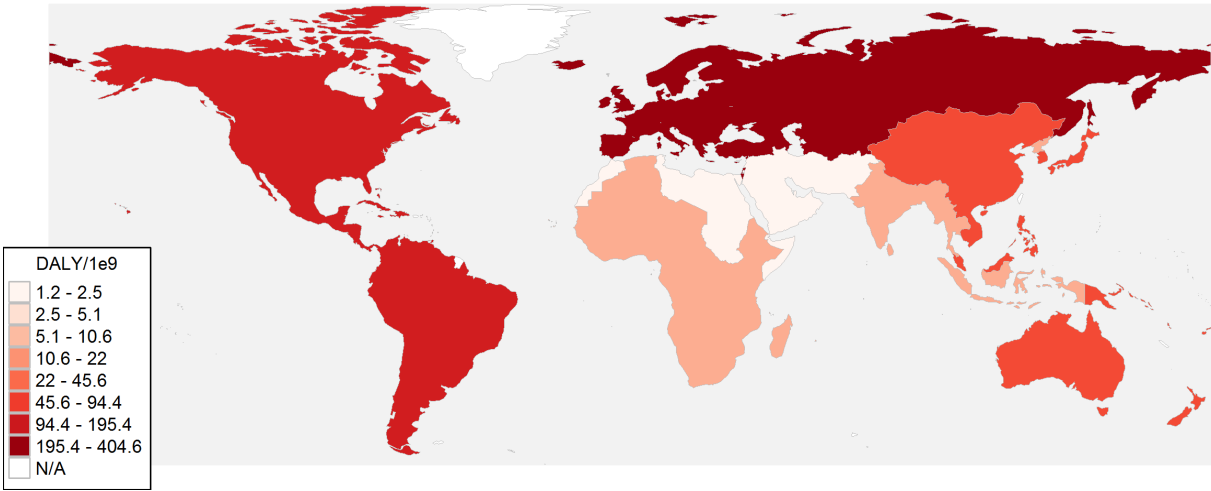 DALY/1e9
1.2 - 2.5
2.5 - 5.1
5.1 - 10.6
10.6 - 22
22 - 45.6
45.6 - 94.4
94.4 - 195.4
195.4 - 404.6
N/A